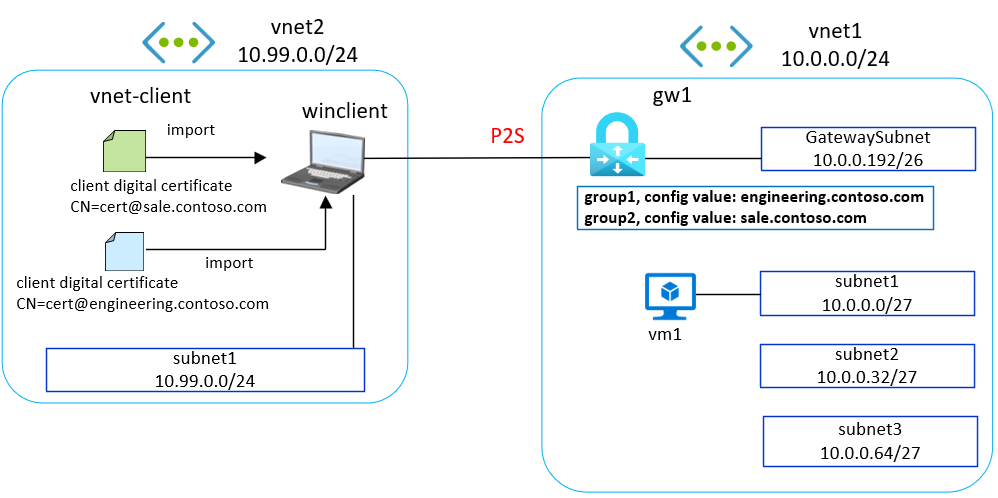 vnet2
10.99.0.0/24
vnet-client
import
client digital certificate
CN=cert@sale.contoso.com
import
client digital certificate
CN=cert@engineering.contoso.com
winclient
subnet1
10.99.0.0/24
P2S
vnet1
10.0.0.0/24
gw1
GatewaySubnet
10.0.0.192/26
group1, config value: engineering.contoso.com
group2, config value: sale.contoso.com
vm1
subnet1
10.0.0.0/27
subnet2
10.0.0.32/27
subnet3
10.0.0.64/27